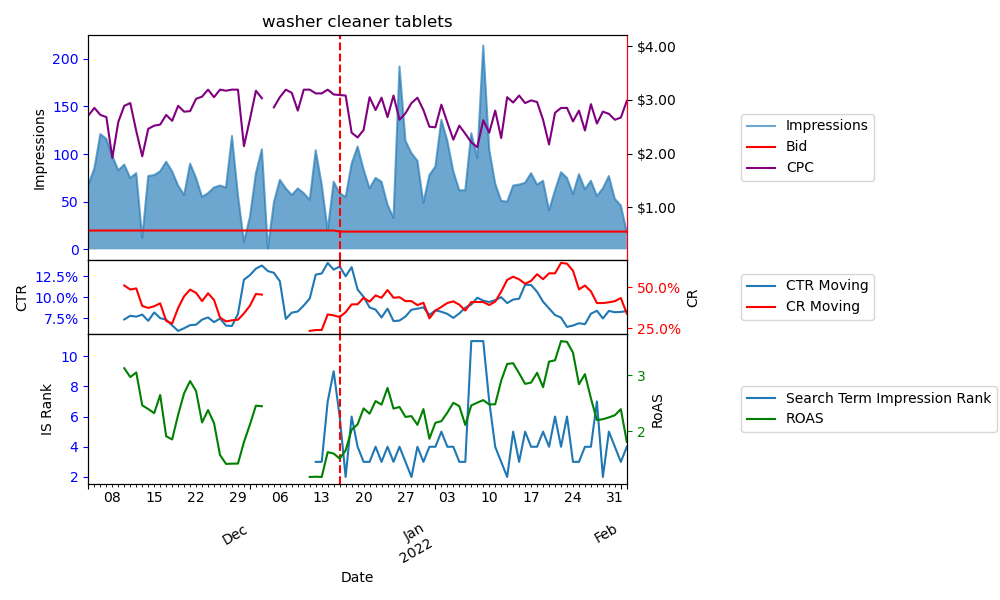 washer cleaner tablets
200
150
100
50
0
Impressions
$4.00
$3.00
$2.00
$1.00
Impressions
Bid
CPC
12.5%
10.0%
7.5%
CTR
50.0%
25.0%
CR
CTR Moving
CR Moving
10
8
6
4
2
IS Rank
3
2
RoAS
Search Term Impression Rank
ROAS
08 15 22 29 06 13 20 27 03 10 17 24 31
Dec
Jan
2022
Feb
Date